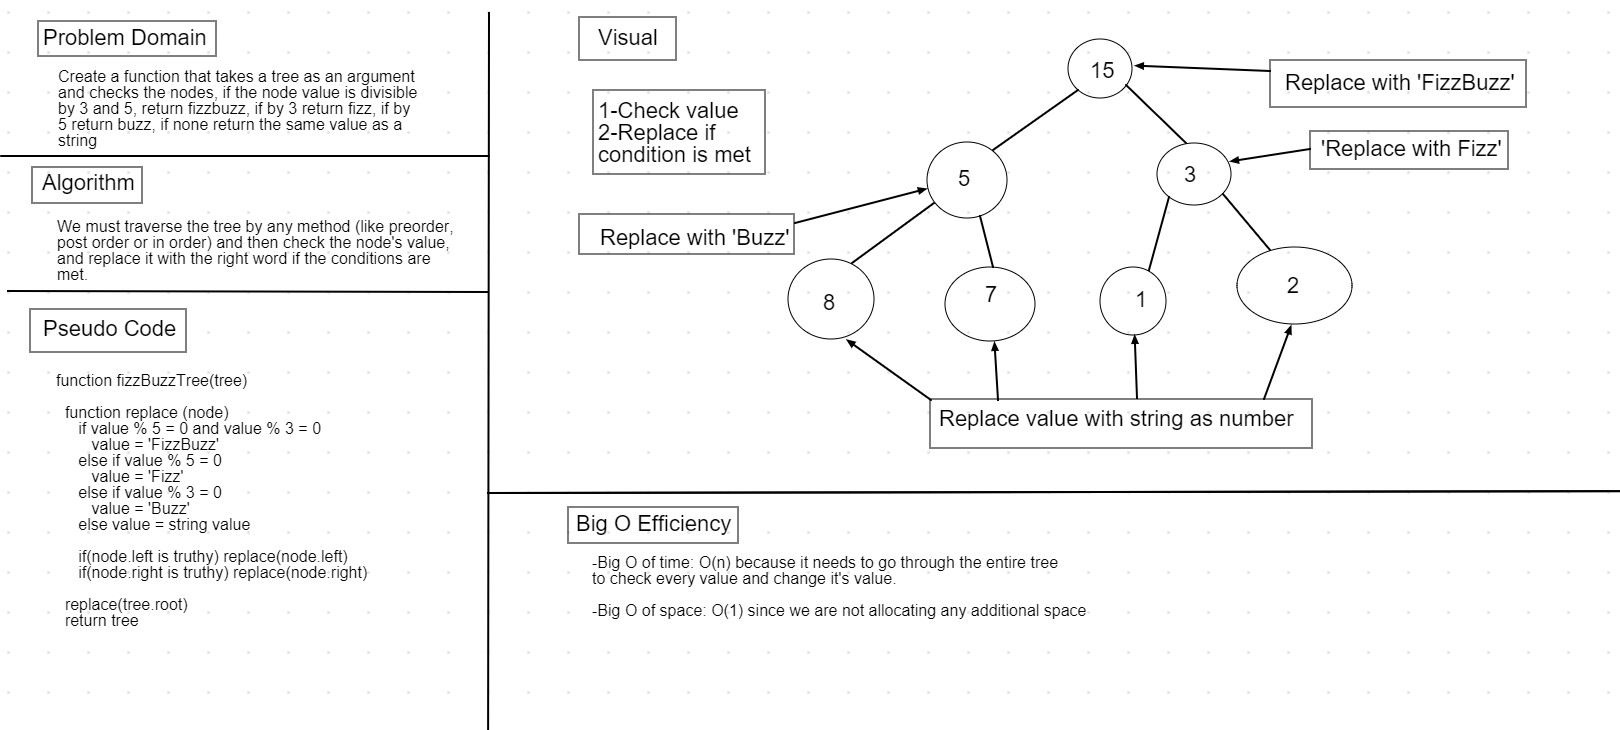 Problem Domain
Create a function that takes a tree as an argument
and checks the nodes, if the node value is divisible
by 3 and 5, return fizzbuzz, if by 3 return fizz, if by
5 return buzz, if none return the same value as a
string
Algorithm
We must traverse the tree by any method (like preorder,
post order or in order) and then check the node's value,
and replace it with the right word if the conditions are
met.
Pseudo Code
function fizzBuzzTree(tree)
function replace (node)
if value % 5 = 0 and value % 3 = 0
value = 'FizzBuzz'
else if value % 5 = 0
value = 'Fizz'
else if value % 3 = 0
value = 'Buzz'
else value = string value
if(node.left is truthy) replace(node.left)
if(node.right is truthy) replace(node.right)
replace(tree.root)
return tree
Visual
1-Check value
2-Replace if
condition is met
15
Replace with 'FizzBuzz'
'Replace with Fizz'
5
3
Replace with 'Buzz'
8
7
1
2
Replace value with string as number
Big O Efficiency
-Big O of time: O(n) because it needs to go through the entire tree
to check every value and change it's value.
-Big O of space: O(1) since we are not allocating any additional space